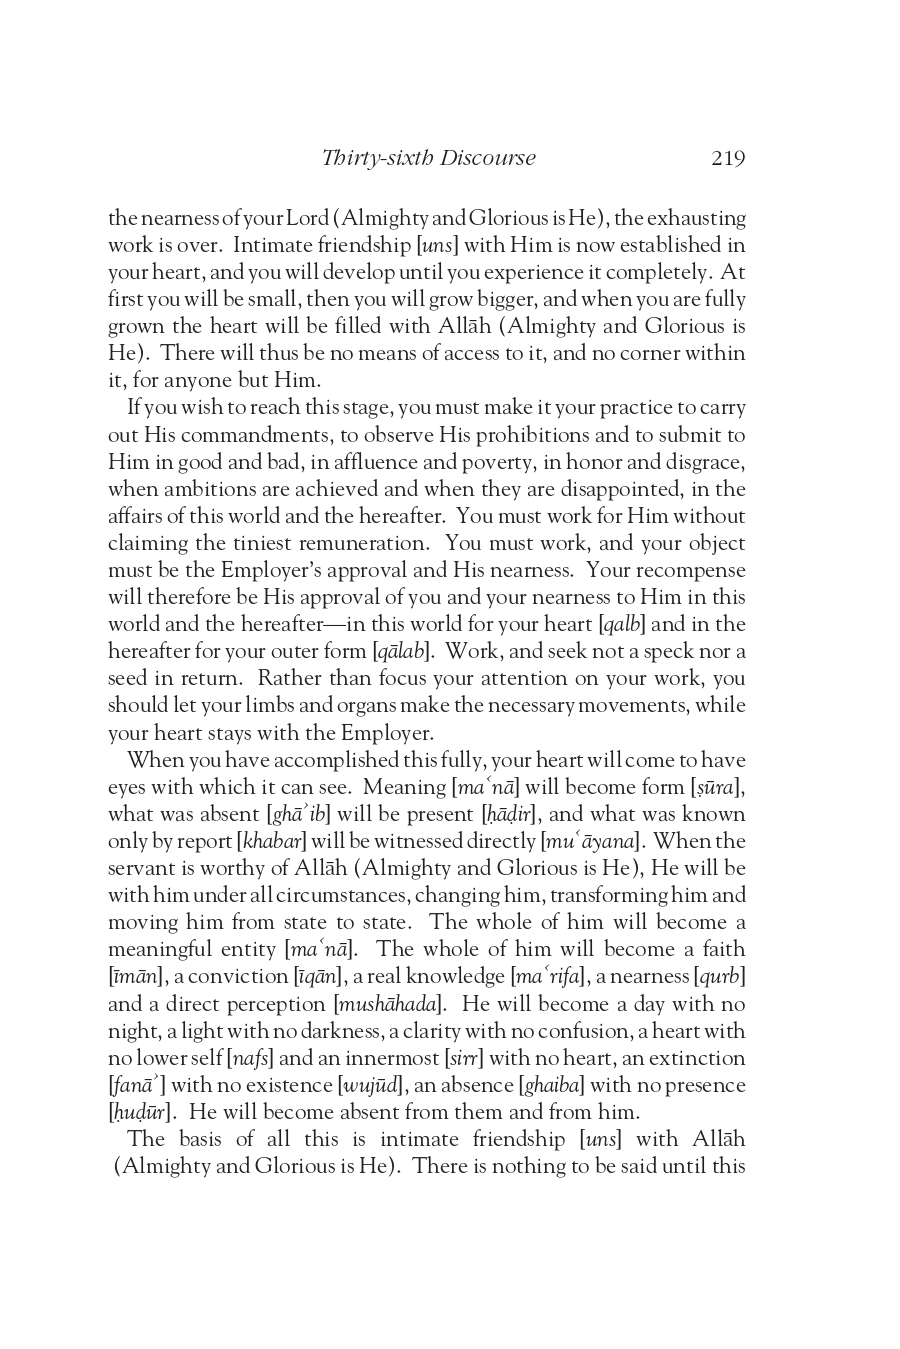 Thirty-sixth Discourse 219
the nearness of your Lord (Almighty and Glorious is He), the exhausting
work is over. Intimate friendship [uns] with Him is now established in
your heart, and you will develop until you experience it completely. At
first you will be small, then you will grow bigger, and when you are fully
grown the heart will be filled with Allāh (Almighty and Glorious is
He). There will thus be no means of access to it, and no corner within
it, for anyone but Him.
If you wish to reach this stage, you must make it your practice to carry
out His commandments, to observe His prohibitions and to submit to
Him in good and bad, in affluence and poverty, in honor and disgrace,
when ambitions are achieved and when they are disappointed, in the
affairs of this world and the hereafter. You must work for Him without
claiming the tiniest remuneration. You must work, and your object
must be the Employer’s approval and His nearness. Your recompense
will therefore be His approval of you and your nearness to Him in this
world and the hereafter—in this world for your heart [qalb] and in the
hereafter for your outer form [qālab]. Work, and seek not a speck nor a
seed in return. Rather than focus your attention on your work, you
should let your limbs and organs make the necessary movements, while
your heart stays with the Employer.
When you have accomplished this fully, your heart will come to have
eyes with which it can see. Meaning [maʿnā] will become form [ṣūra],
what was absent [ghāʾib] will be present [ḥāḍir], and what was known
only by report [khabar] will be witnessed directly [muʿāyana]. When the
servant is worthy of Allāh (Almighty and Glorious is He), He will be
with him under all circumstances, changing him, transforming him and
moving him from state to state. The whole of him will become a
meaningful entity [maʿnā]. The whole of him will become a faith
[īmān], a conviction [īqān], a real knowledge [maʿrifa], a nearness [qurb]
and a direct perception [mushāhada]. He will become a day with no
night, a light with no darkness, a clarity with no confusion, a heart with
no lower self [nafs] and an innermost [sirr] with no heart, an extinction
[fanāʾ] with no existence [wujūd], an absence [ghaiba] with no presence
[ḥuḍūr]. He will become absent from them and from him.
The basis of all this is intimate friendship [uns] with Allāh
(Almighty and Glorious is He). There is nothing to be said until this